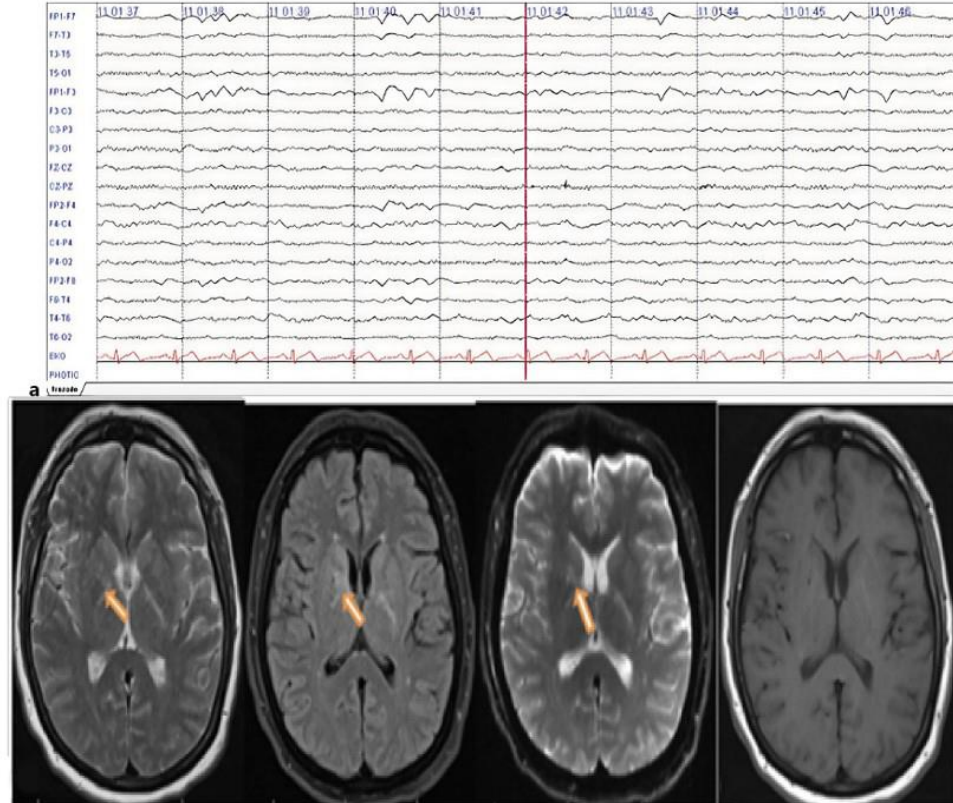 11 01 37 11 01 38 11 01 39 11 01 40 11 01 41 11 01 42 11 01 43 11 01 44 11 01 45 11 01 46
FP1-F7
F7-T3
T3-T5
T5-O1
FP1-F3
F3-C3
C3-P3
P3-O1
FZ-CZ
CZ-PZ
FP2-F4
F4-C4
C4-P4
P4-O2
FP2-F8
F8-T4
T4-T6
T6-O2
PHOTIC
a